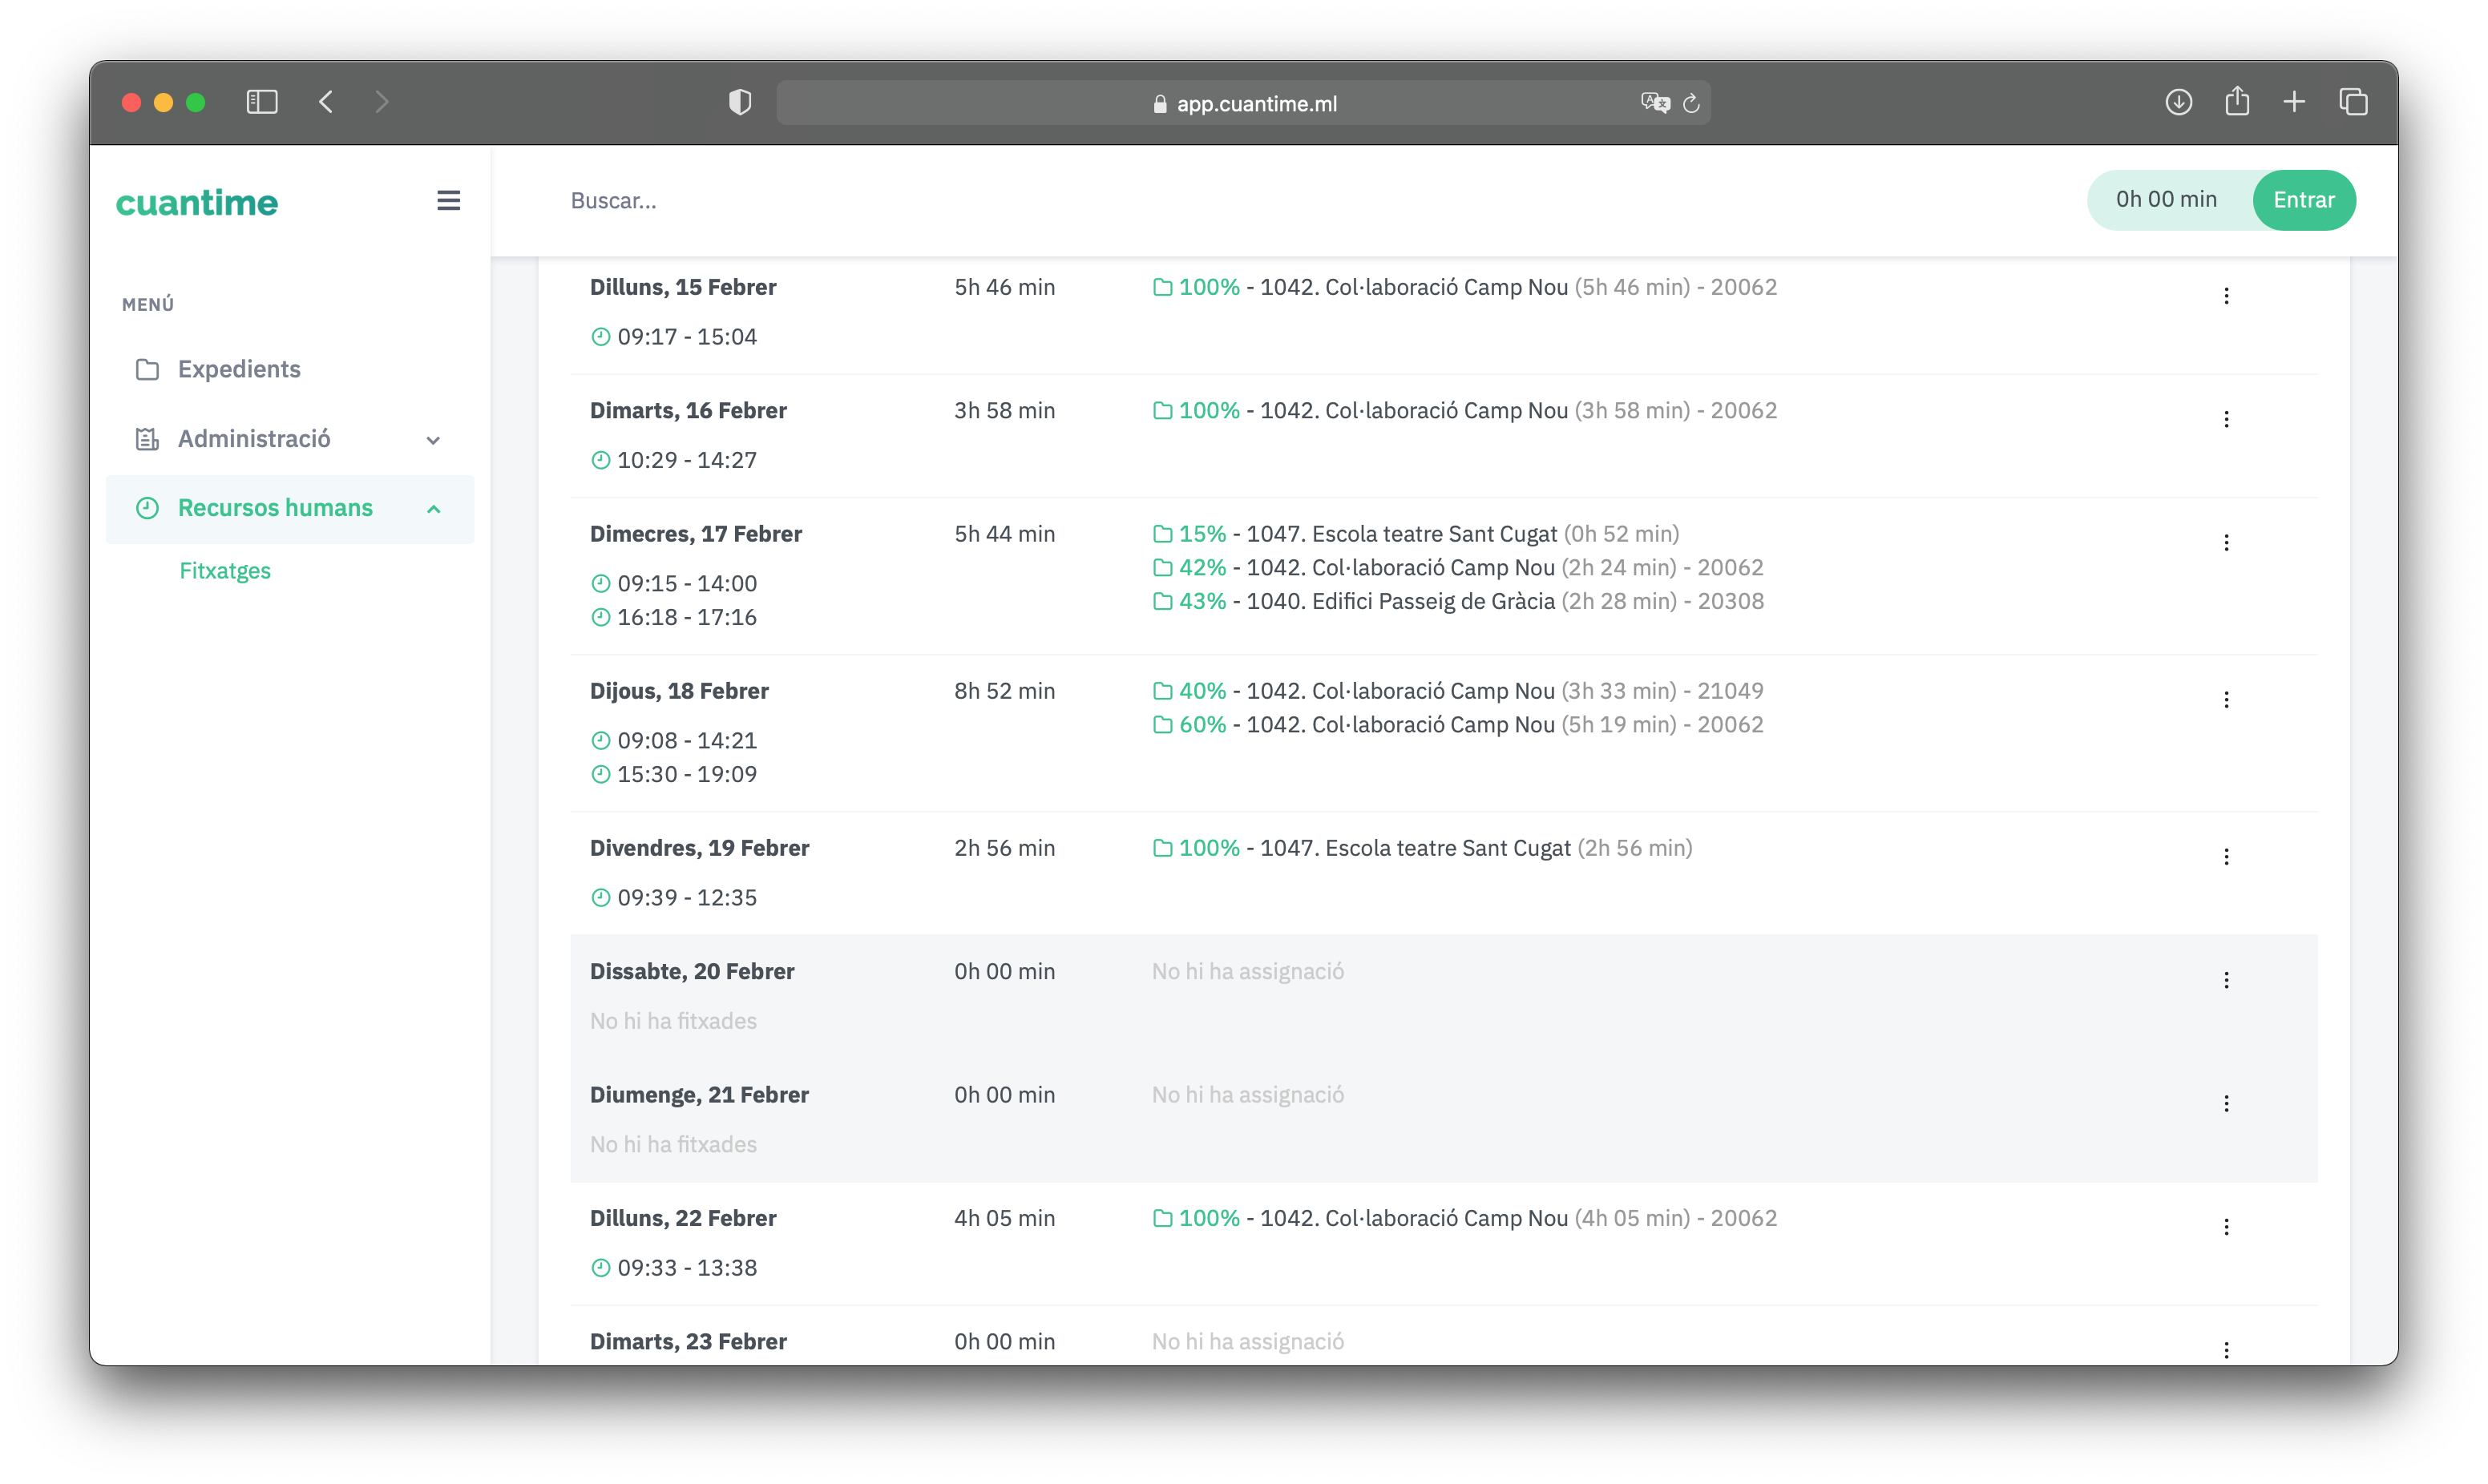 app.cuantime.ml
cuantime
Buscar...
0h 00 min
Entrar
MENÚ
Expedients
Administració
Recursos humans
Fitxatges
Dilluns, 15 Febrer
5h 46 min
100% - 1042. Col·laboració Camp Nou (5h 46 min) - 20062
09:17 - 15:04
Dimarts, 16 Febrer
3h 58 min
100% - 1042. Col·laboració Camp Nou (3h 58 min) - 20062
10:29 - 14:27
Dimecres, 17 Febrer
5h 44 min
15% - 1047. Escola teatre Sant Cugat (0h 52 min)
42% - 1042. Col·laboració Camp Nou (2h 24 min) - 20062
43% - 1040. Edifici Passeig de Gràcia (2h 28 min) - 20308
09:15 - 14:00
16:18 - 17:16
Dijous, 18 Febrer
8h 52 min
40% - 1042. Col·laboració Camp Nou (3h 33 min) - 21049
60% - 1042. Col·laboració Camp Nou (5h 19 min) - 20062
09:08 - 14:21
15:30 - 19:09
Divendres, 19 Febrer
2h 56 min
100% - 1047. Escola teatre Sant Cugat (2h 56 min)
09:39 - 12:35
Dissabte, 20 Febrer
0h 00 min
No hi ha assignació
No hi ha fitxades
Diumenge, 21 Febrer
0h 00 min
No hi ha assignació
No hi ha fitxades
Dilluns, 22 Febrer
4h 05 min
100% - 1042. Col·laboració Camp Nou (4h 05 min) - 20062
09:33 - 13:38
Dimarts, 23 Febrer
0h 00 min
No hi ha assignació